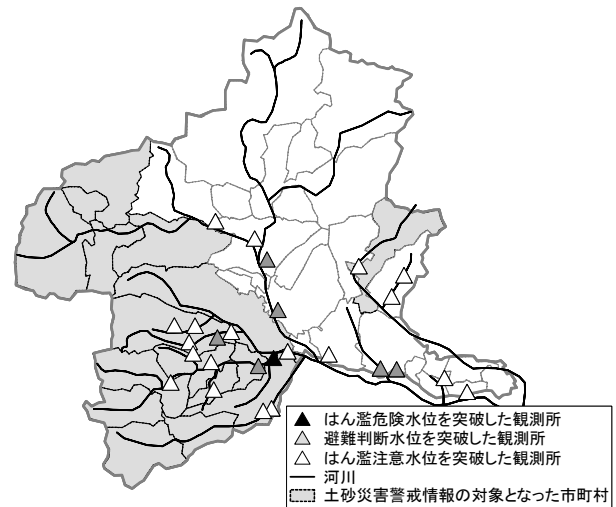 はん濫危険水位を突破した観測所
避難判断水位を突破した観測所
はん濫注意水位を突破した観測所
河川
土砂災害警戒情報の対象となった市町村